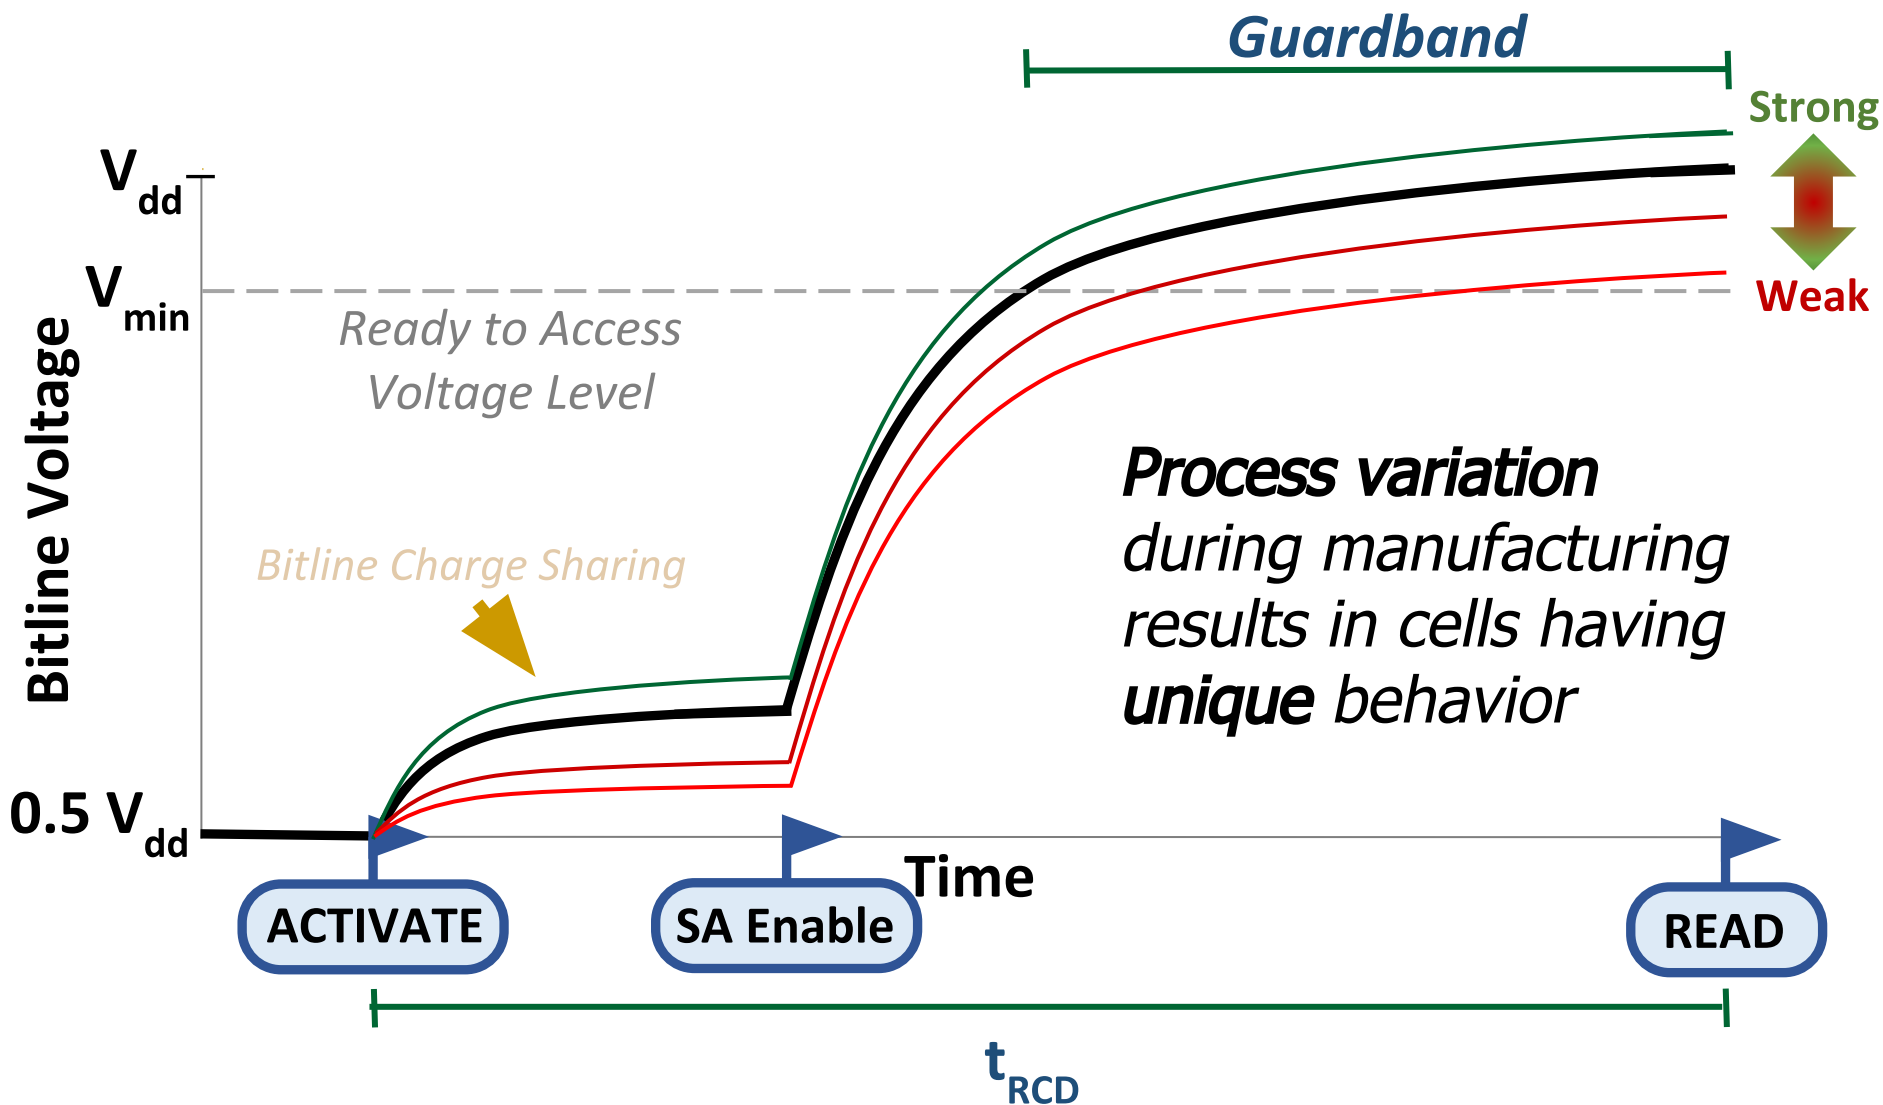 Guardband
Strong
Vdd
Vmin
Weak
Ready to Access
Voltage Level
Bitline Voltage
Process variation
during manufacturing
results in cells having
unique behavior
Bitline Charge Sharing
0.5 Vdd
Time
ACTIVATE
SA Enable
READ
tRCD